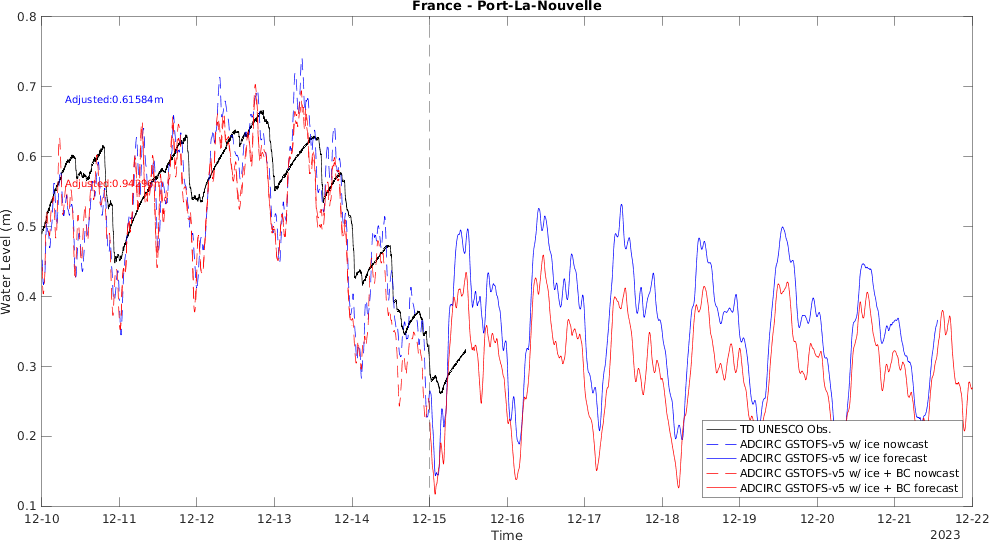 France - Port-La-Nouvelle
0.8
0.7
0.6
0.5
0.4
0.3
0.2
0.1
Water Level (m)
Adjusted:0.61584m
TD UNESCO Obs.
ADCIRC GSTOFS-v5 w/ ice nowcast
ADCIRC GSTOFS-v5 w/ ice forecast
ADCIRC GSTOFS-v5 w/ ice + BC nowcast
ADCIRC GSTOFS-v5 w/ ice + BC forecast
12-10 12-11 12-12 12-13 12-14 12-15 12-16 12-17 12-18 12-19 12-20 12-21 12-22
Time
2023